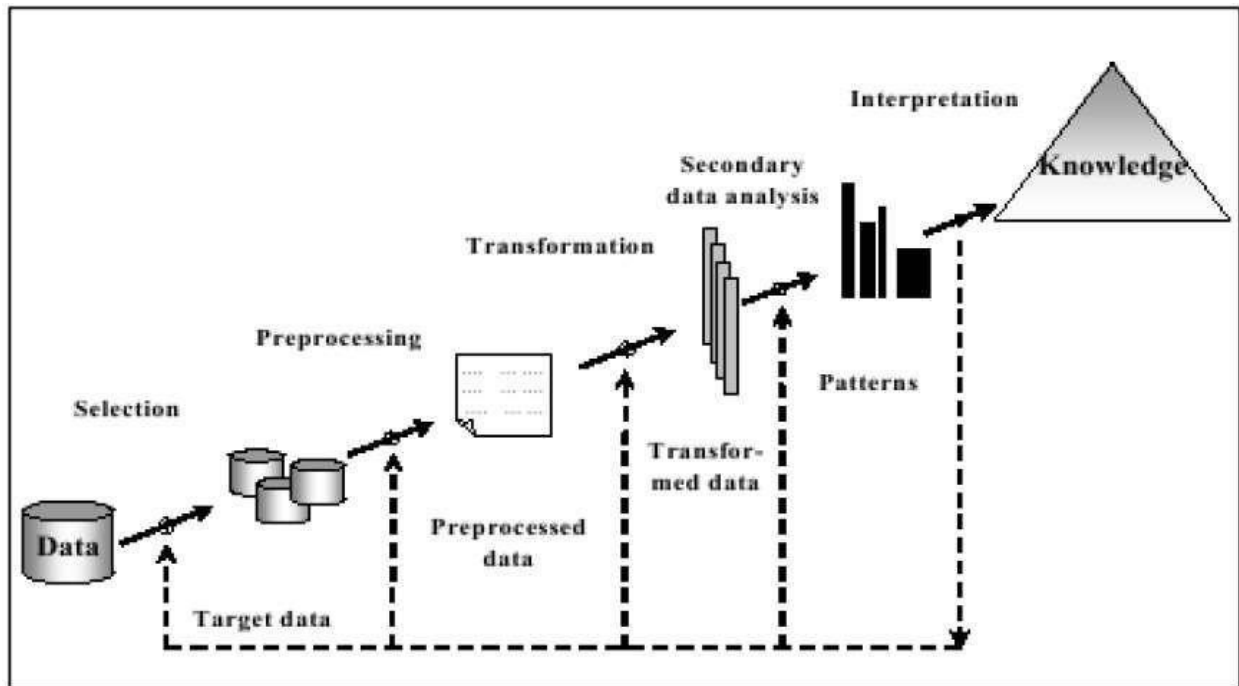 Interpretation
Knowledge
Secondary
data analysis
Transformation
Preprocessing
Patterns
Selection
Transfor-
med data
Preprocessed
data
Data
Target data